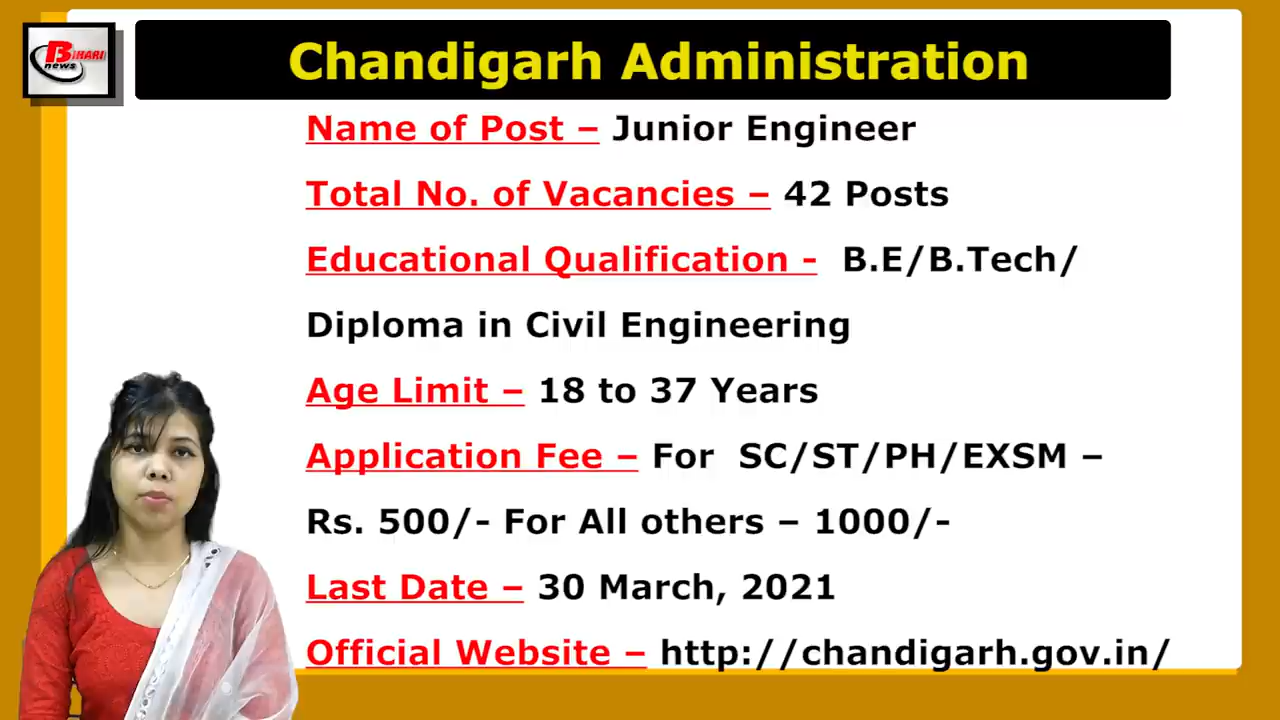 BIHARI
news
Chandigarh Administration
Name of Post – Junior Engineer
Total No. of Vacancies – 42 Posts
Educational Qualification -  B.E/B.Tech/
Diploma in Civil Engineering
Age Limit – 18 to 37 Years
Application Fee – For  SC/ST/PH/EXSM –
Rs. 500/- For All others – 1000/-
Last Date – 30 March, 2021
Official Website – http://chandigarh.gov.in/